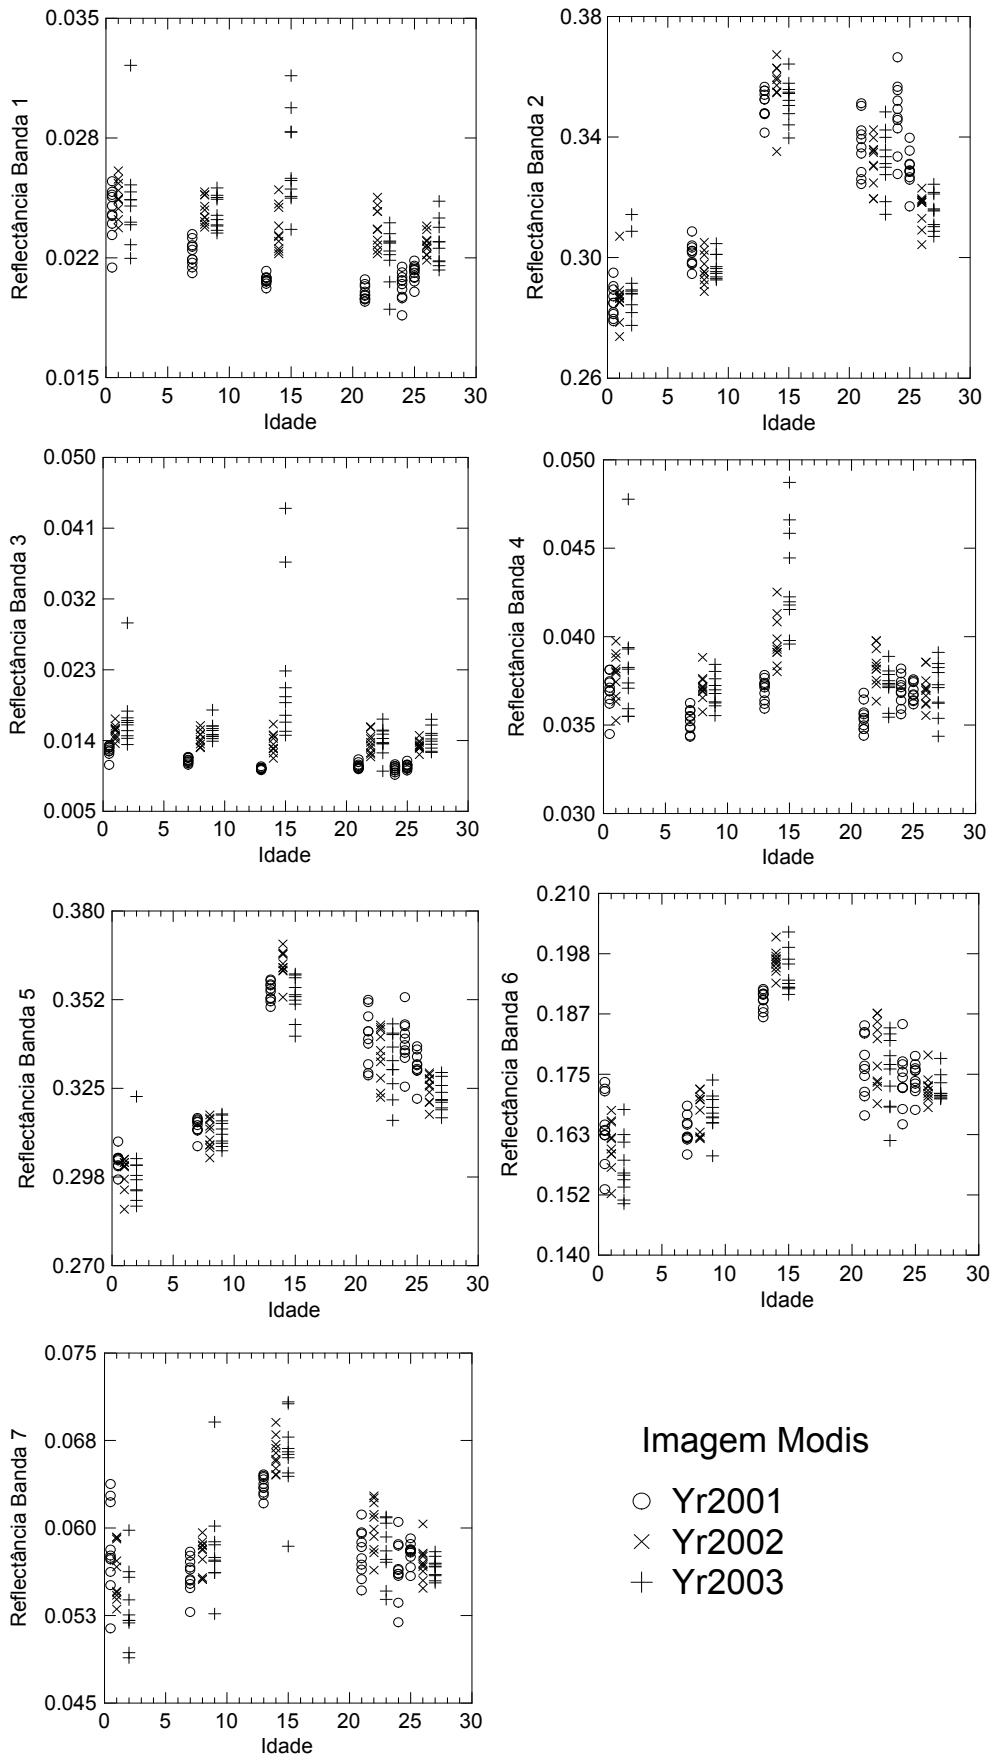 0.035
0.028
0.022
0.015
0 5 10 15 20 25 30
Idade
Reflectância Banda 1
0.38
0.34
0.30
0.26
0 5 10 15 20 25 30
Idade
Reflectância Banda 2
0.050
0.041
0.032
0.023
0.014
0.005
0 5 10 15 20 25 30
Idade
Reflectância Banda 3
0.050
0.045
0.040
0.035
0.030
0 5 10 15 20 25 30
Idade
Reflectância Banda 4
0.380
0.352
0.325
0.298
0.270
0 5 10 15 20 25 30
Idade
Reflectância Banda 5
0.210
0.198
0.187
0.175
0.163
0.152
0.140
0 5 10 15 20 25 30
Idade
Reflectância Banda 6
0.075
0.068
0.060
0.053
0.045
0 5 10 15 20 25 30
Idade
Reflectância Banda 7
Imagem Modis
Yr2001
Yr2002
Yr2003